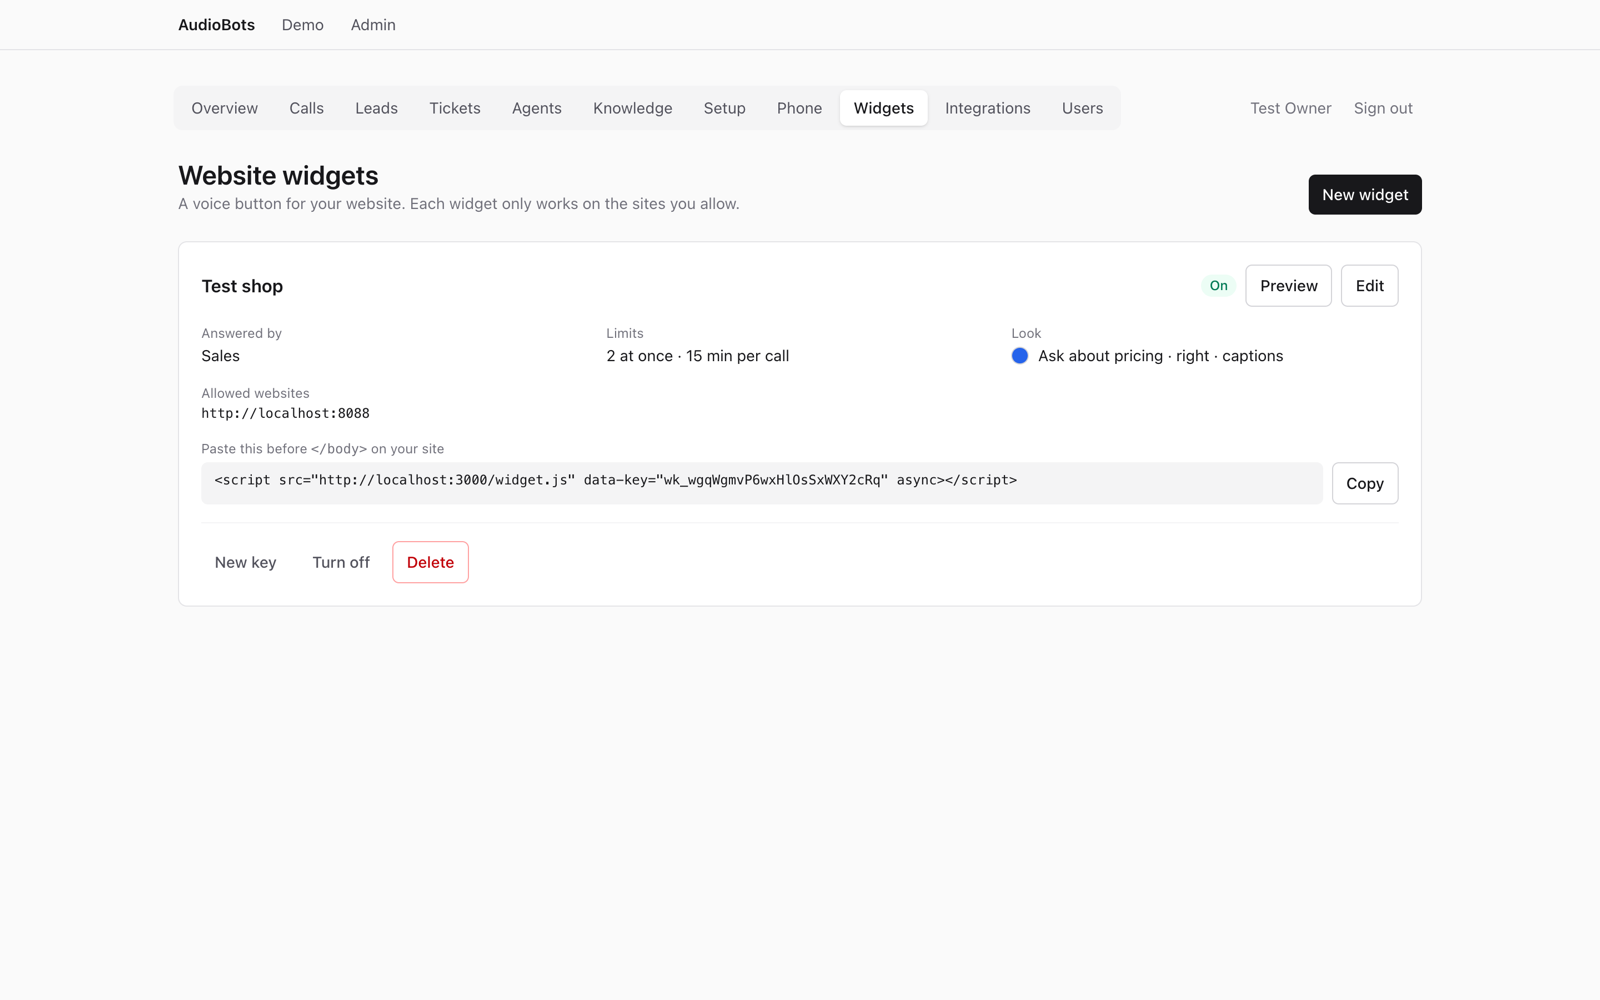 AudioBots Demo Admin
Overview Calls Leads Tickets Agents Knowledge Setup Phone Widgets Integrations Users Test Owner Sign out
Website widgets
A voice button for your website. Each widget only works on the sites you allow.
New widget
Test shop On Preview Edit
Answered by Limits Look
Sales 2 at once · 15 min per call Ask about pricing · right · captions
Allowed websites
http://localhost:8088
Paste this before </body> on your site
<script src="http://localhost:3000/widget.js" data-key="wk_wgqWgmvP6wxHlOsSxWXY2cRq" async></script> Copy
New key Turn off Delete